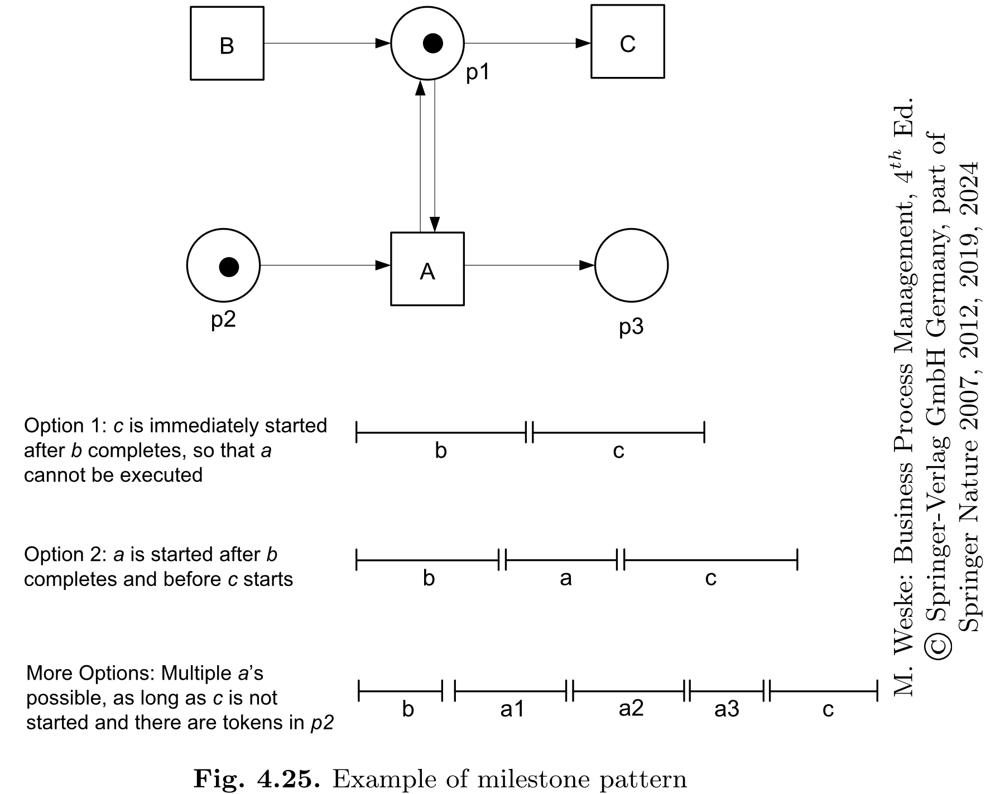 B
C
p1
A
p2
p3
Option 1: c is immediately started
after b completes, so that a
cannot be executed
b
c
Option 2: a is started after b
completes and before c starts
b
a
c
More Options: Multiple a’s
possible, as long as c is not
started and there are tokens in p2
b
a1
a2
a3
c
Fig. 4.25. Example of milestone pattern
M. Weske: Business Process Management, 4th Ed.
© Springer-Verlag GmbH Germany, part of
Springer Nature 2007, 2012, 2019, 2024